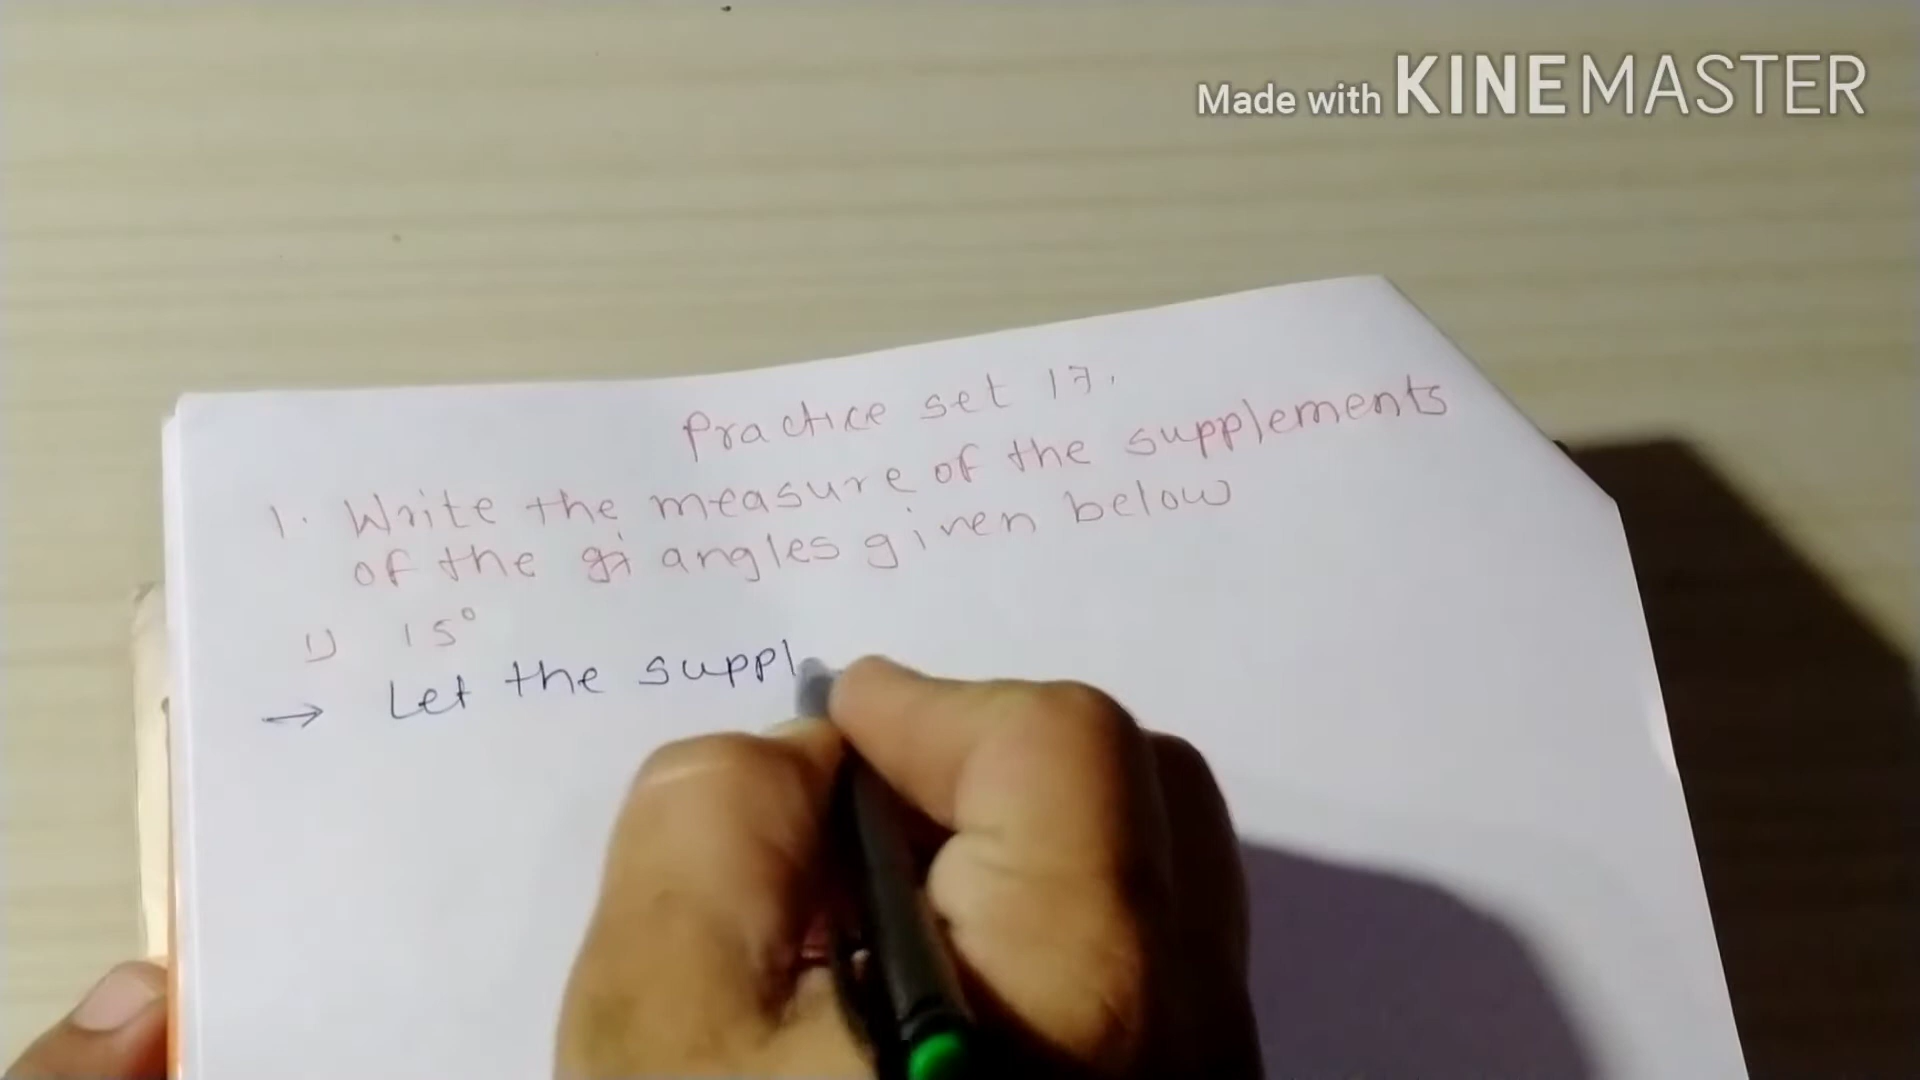 Made with KINEMASTER
Practice set 17.
1. Write the measure of the supplements
of the gi angles given below
1) 15°
→ Let the suppl